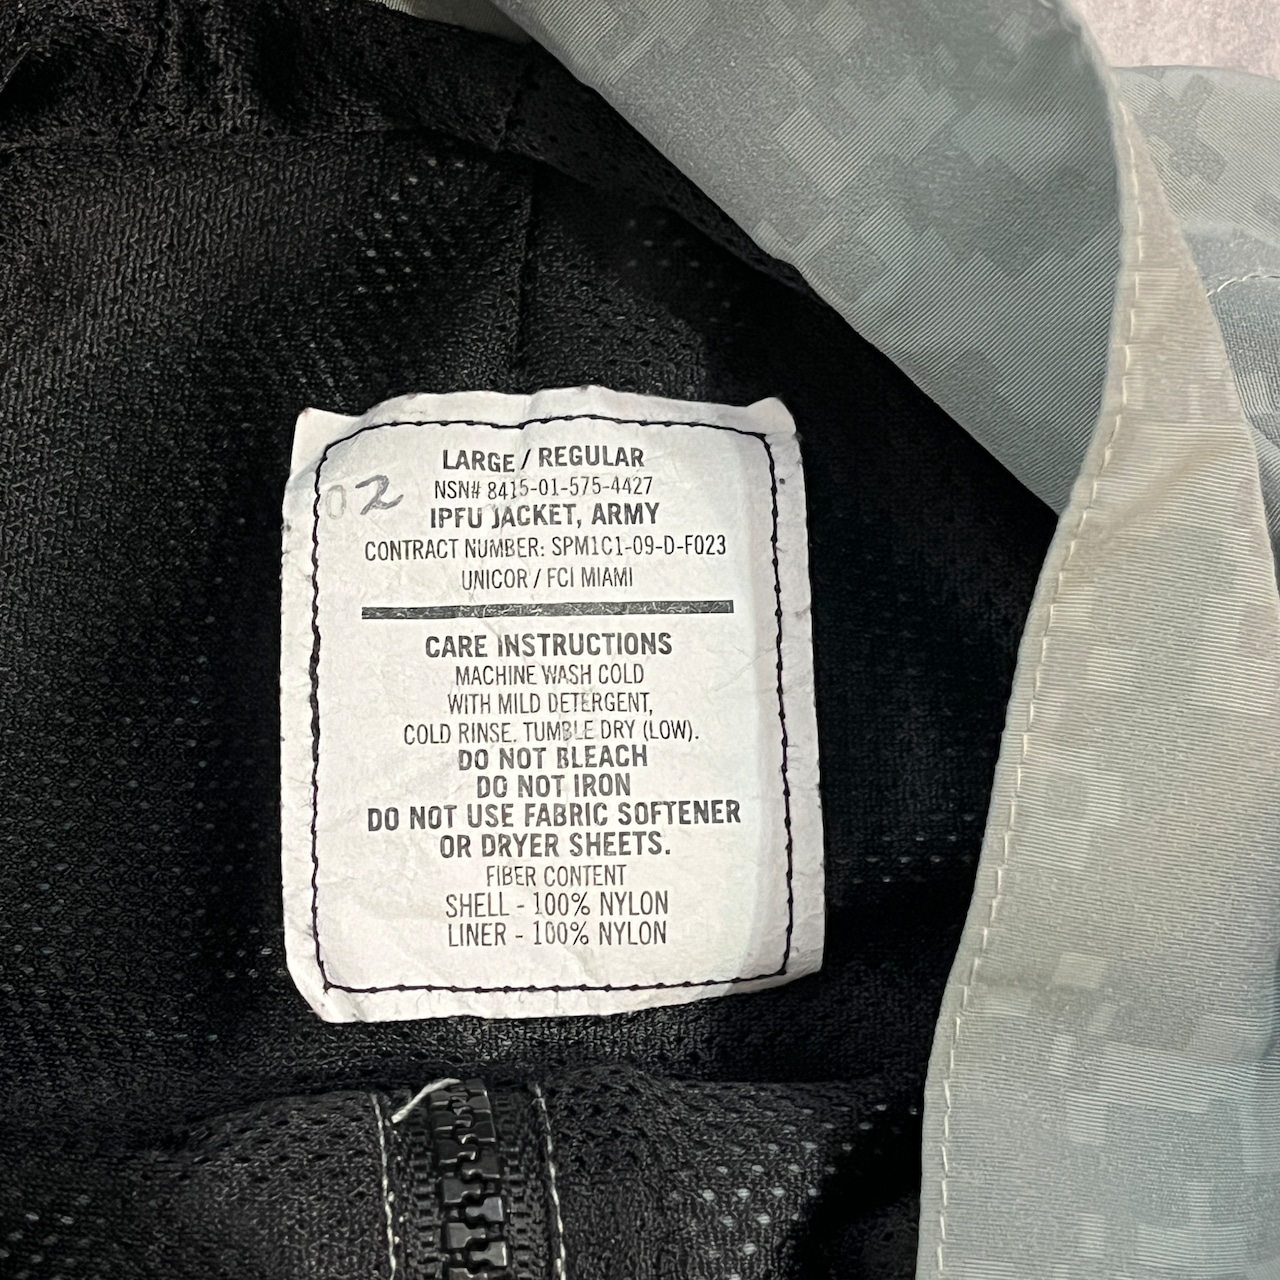 LARGE / REGULAR
NSN# 8415-01-575-4427
02
IPFU JACKET, ARMY
CONTRACT NUMBER: SPM1C1-09-D-F023
UNICOR / FCI MIAMI
CARE INSTRUCTIONS
MACHINE WASH COLD
WITH MILD DETERGENT,
COLD RINSE. TUMBLE DRY (LOW).
DO NOT BLEACH
DO NOT IRON
DO NOT USE FABRIC SOFTENER
OR DRYER SHEETS.
FIBER CONTENT
SHELL - 100% NYLON
LINER - 100% NYLON